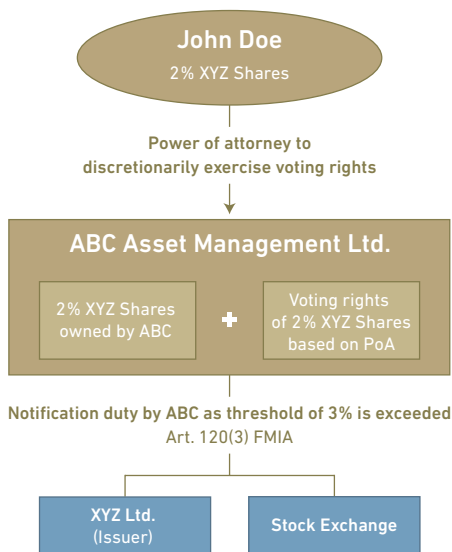 John Doe
2% XYZ Shares
Power of attorney to
discretionarily exercise voting rights
ABC Asset Management Ltd.
2% XYZ Shares
owned by ABC
+
Voting rights
of 2% XYZ Shares
based on PoA
Notification duty by ABC as threshold of 3% is exceeded
Art. 120(3) FMIA
XYZ Ltd.
(Issuer)
Stock Exchange